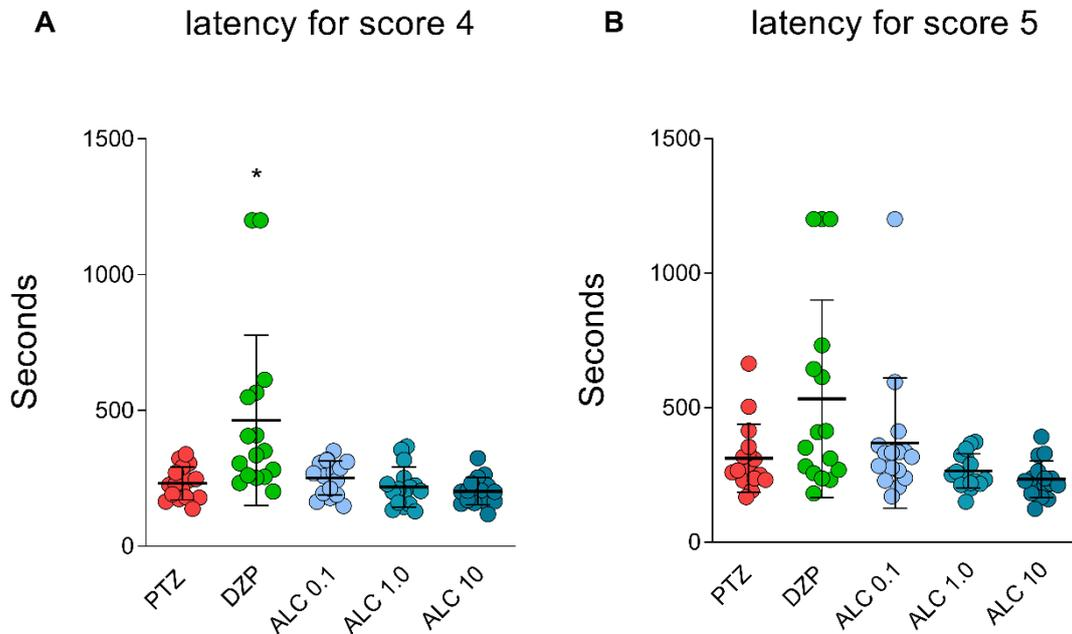 A
latency for score 4
Seconds
1500
1000
500
0
*
PTZ
DZP
ALC 0.1
ALC 1.0
ALC 10
B
latency for score 5
Seconds
1500
1000
500
0
PTZ
DZP
ALC 0.1
ALC 1.0
ALC 10